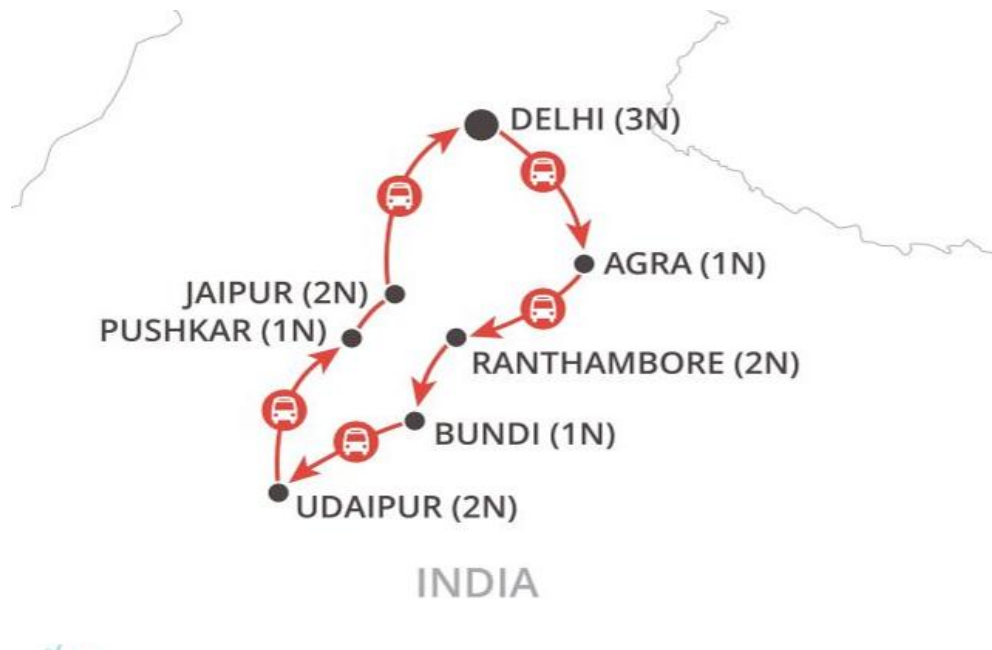 DELHI (3N)
AGRA (1N)
JAIPUR (2N)
PUSHKAR (1N)
RANTHAMBORE (2N)
BUNDI (1N)
UDAIPUR (2N)
INDIA